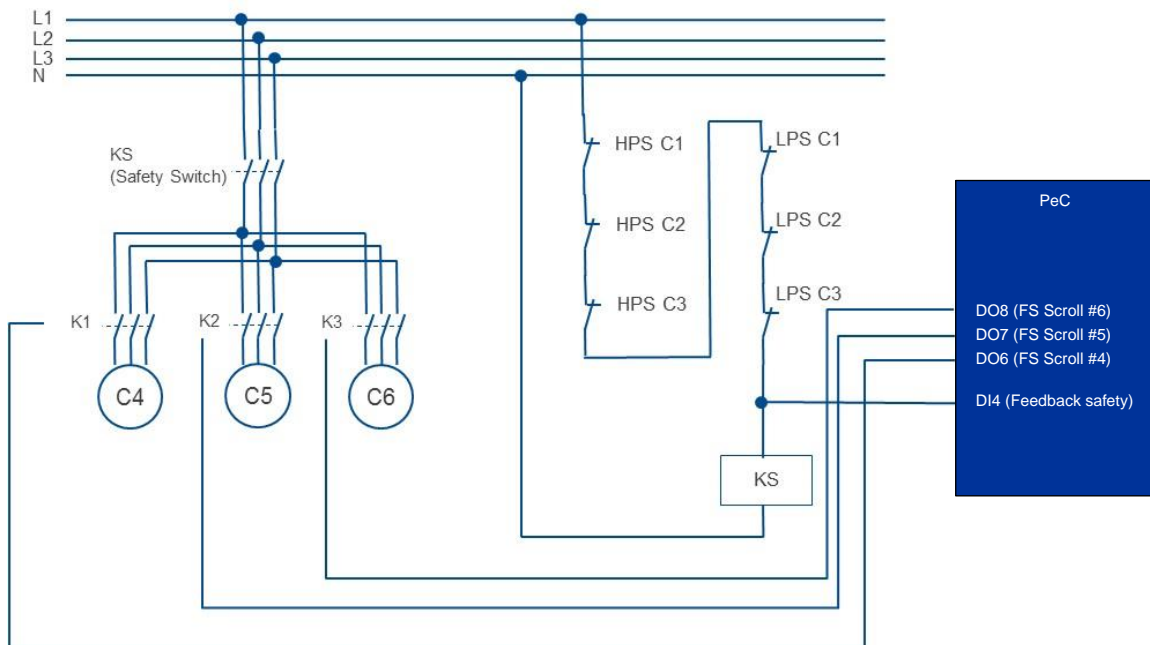 L1
L2
L3
N
KS
(Safety Switch)
HPS C1
LPS C1
HPS C2
LPS C2
HPS C3
LPS C3
K1
K2
K3
C4
C5
C6
KS
PeC
DO8 (FS Scroll #6)
DO7 (FS Scroll #5)
DO6 (FS Scroll #4)
DI4 (Feedback safety)